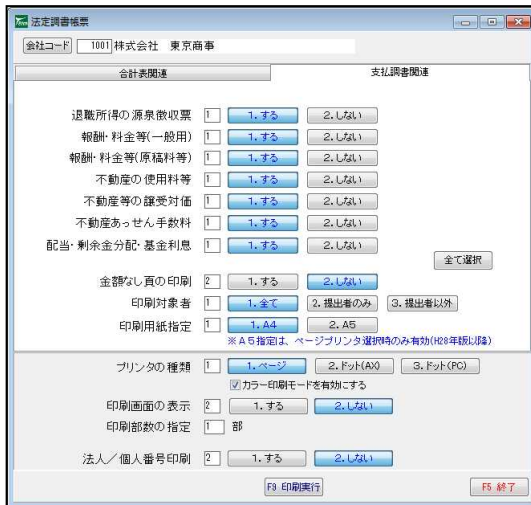 法定調書帳票
会社コード 1001 株式会社 東京商事
合計表関連 支払調書関連
退職所得の源泉徴収票 1 1.する 2.しない
報酬・料金等(一般用) 1 1.する 2.しない
報酬・料金等(原稿料等) 1 1.する 2.しない
不動産の使用料等 1 1.する 2.しない
不動産等の譲受対価 1 1.する 2.しない
不動産あっせん手数料 1 1.する 2.しない
配当・剰余金分配・基金利息 1 1.する 2.しない
全て選択
金額なし頁の印刷 2 1.する 2.しない
印刷対象者 1 1.全て 2.提出者のみ 3.提出者以外
印刷用紙指定 1 1.A4 2.A5
※A5指定は、ページプリンタ選択時のみ有効(H28年版以降)
プリンタの種類 1 1.ページ 2.ドット(AX) 3.ドット(PC)
カラー印刷モードを有効にする
印刷画面の表示 2 1.する 2.しない
印刷部数の指定 1 部
法人/個人番号印刷 2 1.する 2.しない
F9 印刷実行 F5 終了